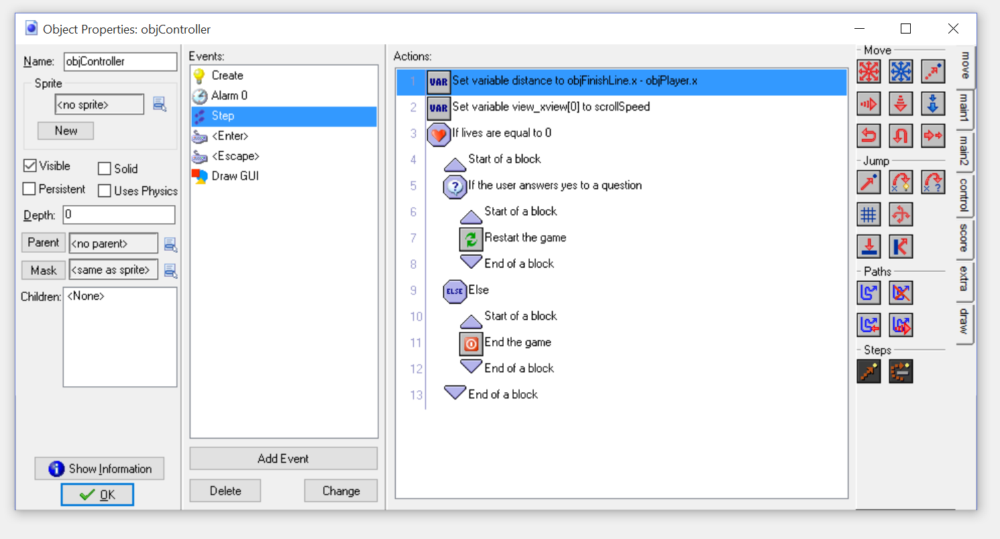 Object Properties: objController
Name: objController
Sprite
<no sprite>
New
Visible
Solid
Persistent
Uses Physics
Depth: 0
Parent <no parent>
Mask <same as sprite>
Children: <None>
Show Information
OK
Events:
Create
Alarm 0
Step
<Enter>
<Escape>
Draw GUI
Add Event
Delete
Change
Actions:
1 VAR Set variable distance to objFinishLine.x - objPlayer.x
2 VAR Set variable view_xview[0] to scrollSpeed
3 If lives are equal to 0
4 Start of a block
5 ? If the user answers yes to a question
6 Start of a block
7 Restart the game
8 End of a block
9 ELSE Else
10 Start of a block
11 End the game
12 End of a block
13 End of a block
Move
Jump
X
X ?
Paths
Steps
move
main1
main2
control
score
extra
draw